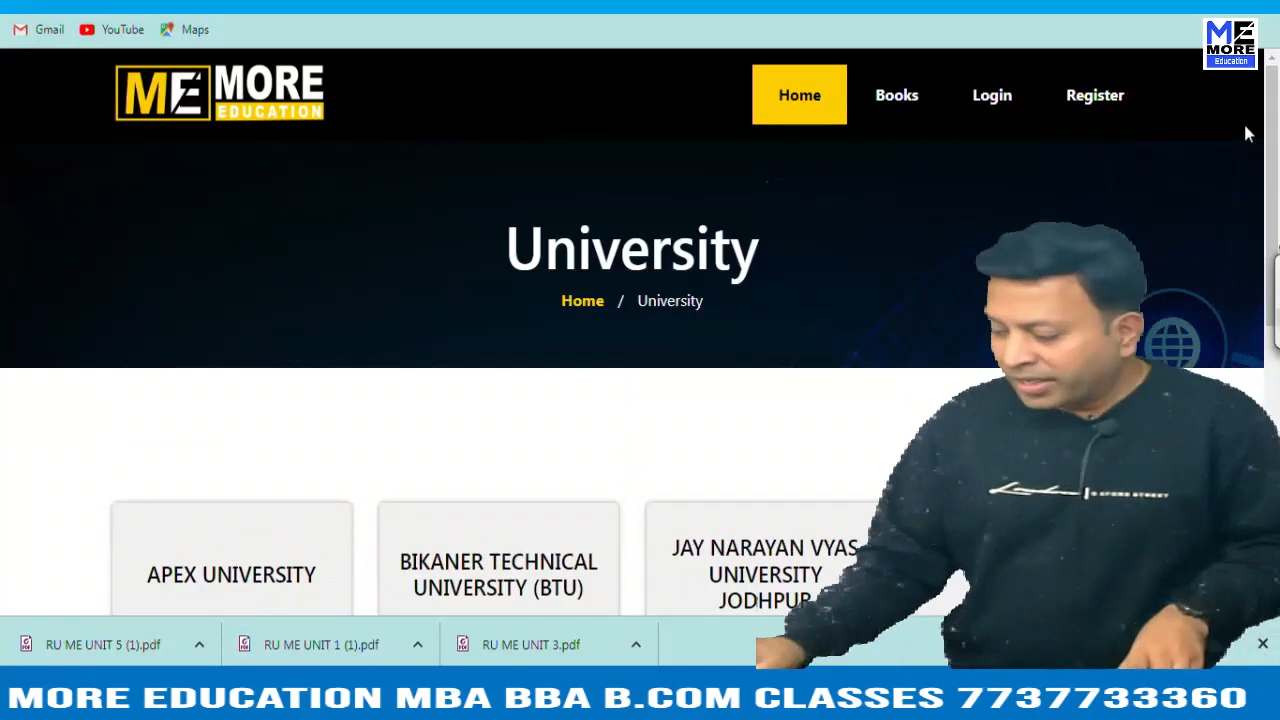 Gmail YouTube Maps
ME
MORE
Education
ME MORE
EDUCATION
Home Books Login Register
University
Home / University
APEX UNIVERSITY
BIKANER TECHNICAL
UNIVERSITY (BTU)
JAY NARAYAN VYAS
UNIVERSITY
JODHPUR
RU ME UNIT 5 (1).pdf RU ME UNIT 1 (1).pdf RU ME UNIT 3.pdf
MORE EDUCATION MBA BBA B.COM CLASSES 7737733360